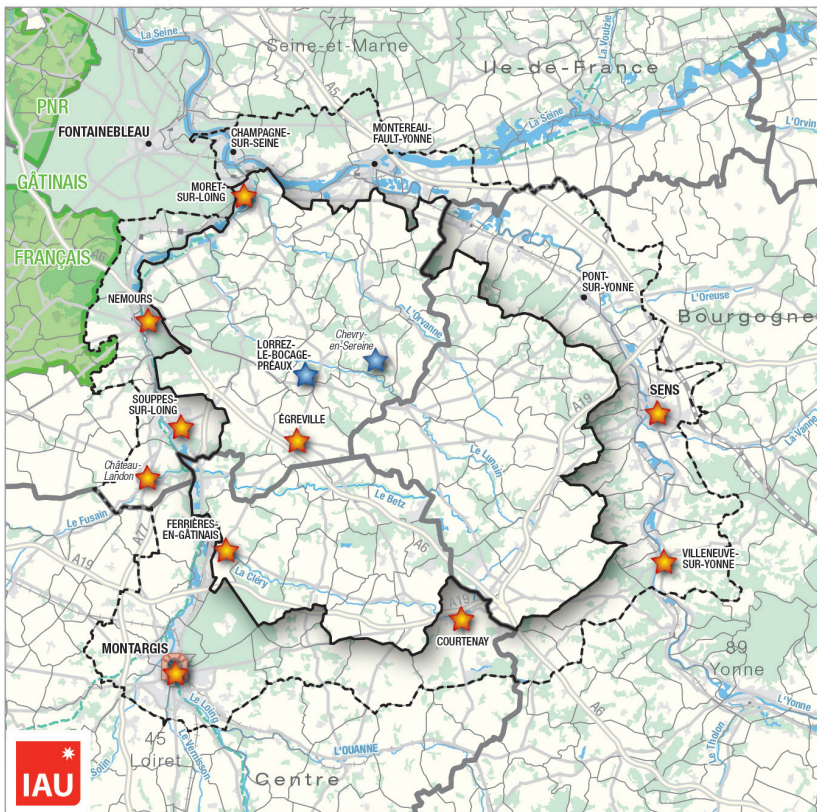 77
Seine-et-Marne
Ile-de-France
La Seine
La Voulzie
A5
PNR
FONTAINEBLEAU
CHAMPAGNE-
SUR-SEINE
MONTEREAU-
FAULT-YONNE
La Seine
L'Orvin
GÂTINAIS
MORET-
SUR-LOING
FRANÇAIS
A6
PONT-
SUR-YONNE
L'Oreuse
Bourgogne
NEMOURS
L'Orvanne
LORREZ-
LE-BOCAGE-
PRÉAUX
Chevry-
en-Sereine
A19
SENS
SOUPPES-
SUR-LOING
ÉGREVILLE
La Vanne
Le Lunain
Château-
Landon
Le Betz
Le Fusain
FERRIÈRES-
EN-GÂTINAIS
A19
A6
VILLENEUVE-
SUR-YONNE
La Cléry
A19
COURTENAY
MONTARGIS
89
Yonne
Le Loing
A6
L'Yonne
Le Tholon
45
Loiret
L'OUANNE
Le Vernisson
Solin
Centre
IAU